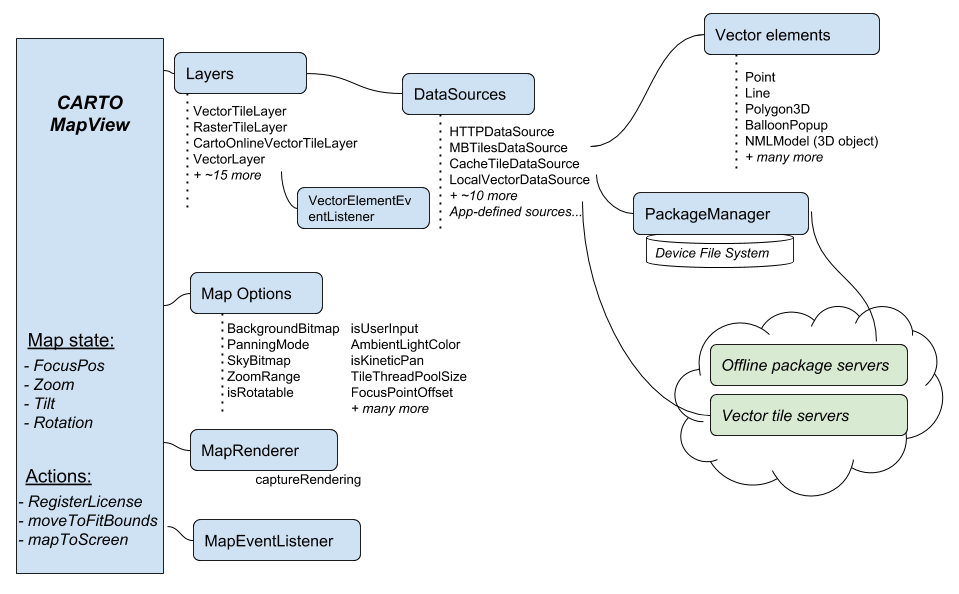 CARTO
MapView
Map state:
- FocusPos
- Zoom
- Tilt
- Rotation
Actions:
- RegisterLicense
- moveToFitBounds
- mapToScreen
Layers
VectorTileLayer
RasterTileLayer
CartoOnlineVectorTileLayer
VectorLayer
+ ~15 more
VectorElementEv
entListener
DataSources
HTTPDataSource
MBTilesDataSource
CacheTileDataSource
LocalVectorDataSource
+ ~10 more
App-defined sources...
Vector elements
Point
Line
Polygon3D
BalloonPopup
NMLModel (3D object)
+ many more
PackageManager
Device File System
Offline package servers
Vector tile servers
Map Options
BackgroundBitmap
PanningMode
SkyBitmap
ZoomRange
isRotatable
isUserInput
AmbientLightColor
isKineticPan
TileThreadPoolSize
FocusPointOffset
+ many more
MapRenderer
captureRendering
MapEventListener